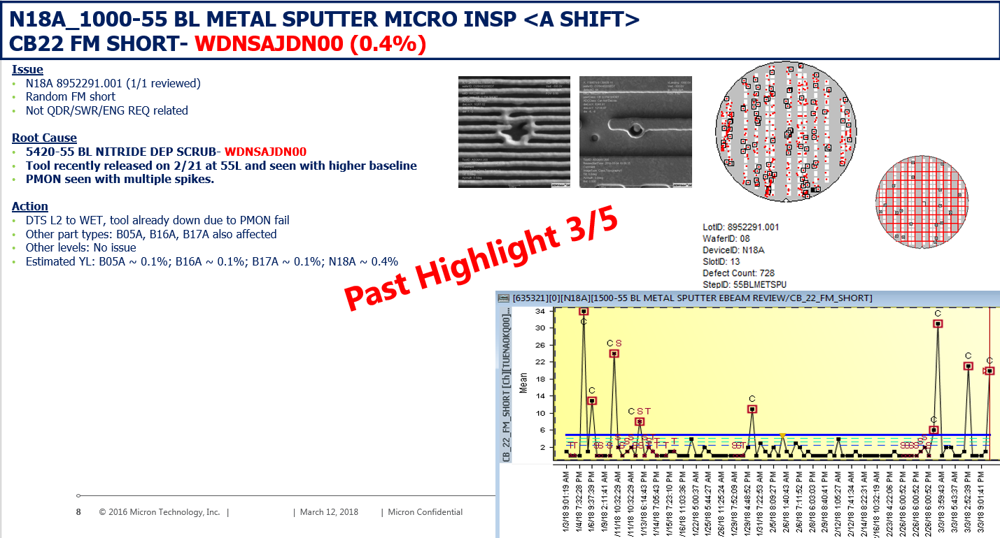 N18A_1000-55 BL METAL SPUTTER MICRO INSP <A SHIFT>
CB22 FM SHORT- WDNSAJDN00 (0.4%)
Issue
• N18A 8952291.001 (1/1 reviewed)
• Random FM short
• Not QDR/SWR/ENG REQ related
Root Cause
• 5420-55 BL NITRIDE DEP SCRUB- WDNSAJDN00
• Tool recently released on 2/21 at 55L and seen with higher baseline
• PMON seen with multiple spikes.
Action
• DTS L2 to WET, tool already down due to PMON fail
• Other part types: B05A, B16A, B17A also affected
• Other levels: No issue
• Estimated YL: B05A ~ 0.1%; B16A ~ 0.1%; B17A ~ 0.1%; N18A ~ 0.4%
Past Highlight 3/5
LotID: 8952291.001
WaferID: 08
DeviceID: N18A
SlotID: 13
Defect Count: 728
StepID: 55BLMETSPU
[635321][0][N18A][1500-55 BL METAL SPUTTER EBEAM REVIEW/CB_22_FM_SHORT]
CB_22_FM_SHORT [Ch][TUENAOKQ00]...
Mean
34
30
26
22
18
14
10
6
2
C
C
C S
C S T
C
C
C
C
C
1/3/18 9:01:19 AM
1/4/18 7:32:28 PM
1/6/18 9:37:39 PM
1/9/18 2:11:41 AM
/11/18 10:32:29 AM
/11/18 10:32:29 AM
1/13/18 6:14:43 PM
1/14/18 7:05:43 PM
1/15/18 7:23:10 PM
1/16/18 11:03:36 PM
1/22/18 5:00:37 AM
1/25/18 5:44:27 AM
/26/18 11:25:24 AM
1/29/18 7:52:09 AM
1/29/18 4:48:52 PM
1/31/18 7:22:53 AM
2/5/18 8:09:27 PM
2/6/18 1:40:43 AM
2/7/18 7:11:52 PM
2/8/18 6:03:03 PM
2/9/18 8:40:41 PM
2/12/18 1:05:27 AM
2/12/18 7:41:34 AM
2/14/18 8:22:31 AM
2/16/18 10:32:19 AM
2/23/18 4:22:06 PM
2/26/18 6:00:52 PM
2/26/18 6:00:52 PM
2/26/18 6:00:52 PM
3/3/18 3:59:43 AM
3/3/18 5:43:37 AM
3/3/18 2:52:39 PM
3/3/18 9:01:41 PM
8 © 2016 Micron Technology, Inc. | | March 12, 2018 | Micron Confidential